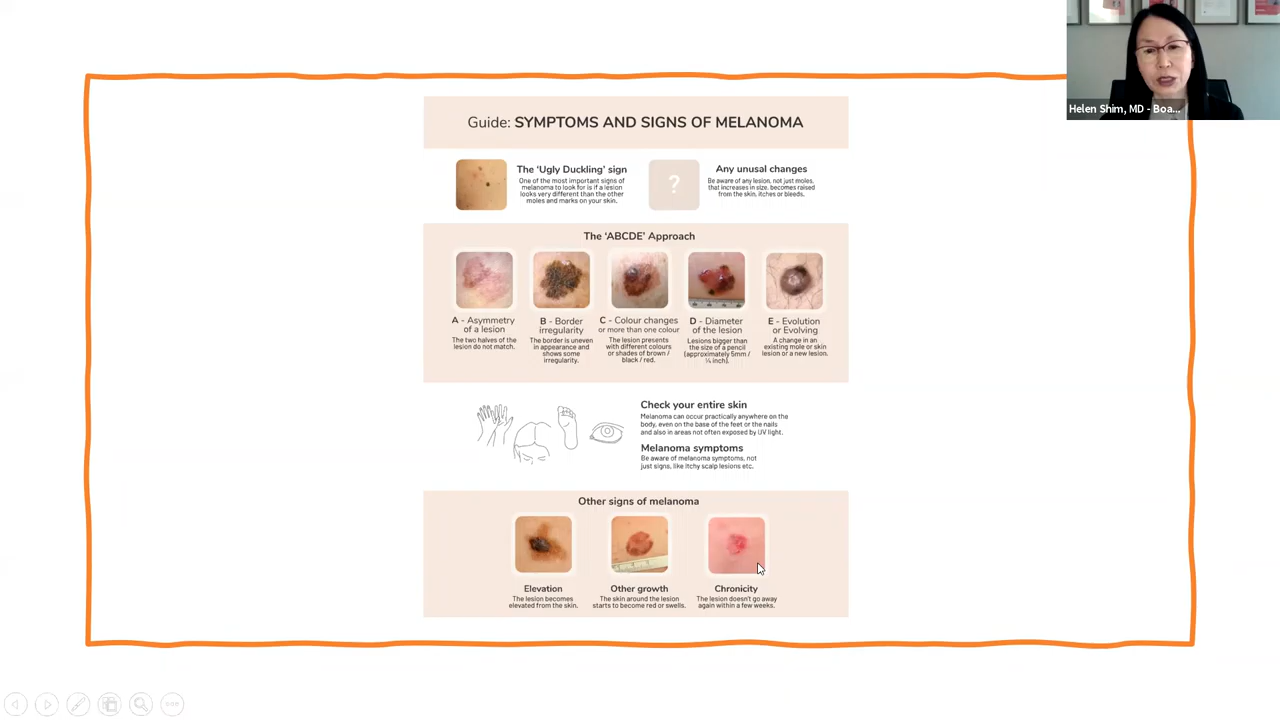 Helen Shim, MD - Boa...
Guide: SYMPTOMS AND SIGNS OF MELANOMA
The 'Ugly Duckling' sign
One of the most important signs of
melanoma to look for is if a lesion
looks very different than the other
moles and marks on your skin.
?
Any unusual changes
Be aware of any lesion, not just moles,
that increases in size, becomes raised
from the skin, itches or bleeds.
The 'ABCDE' Approach
A - Asymmetry
of a lesion
The two halves of the
lesion do not match.
B - Border
irregularity
The border is uneven
in appearance and
shows some
irregularity.
C - Colour changes
or more than one colour
The lesion presents
with different colours
or shades of brown /
black / red.
D - Diameter
of the lesion
Lesions bigger than
the size of a pencil
(approximately 5mm /
¼ inch).
E - Evolution
or Evolving
A change in an
existing mole or skin
lesion or a new lesion.
Check your entire skin
Melanoma can occur practically anywhere on the
body, even on the base of the feet or the nails
and also in areas not often exposed by UV light.
Melanoma symptoms
Be aware of melanoma symptoms, not
just signs, like itchy scalp lesions etc.
Other signs of melanoma
Elevation
The lesion becomes
elevated from the skin.
Other growth
The skin around the lesion
starts to become red or swells.
Chronicity
The lesion doesn't go away
again within a few weeks.